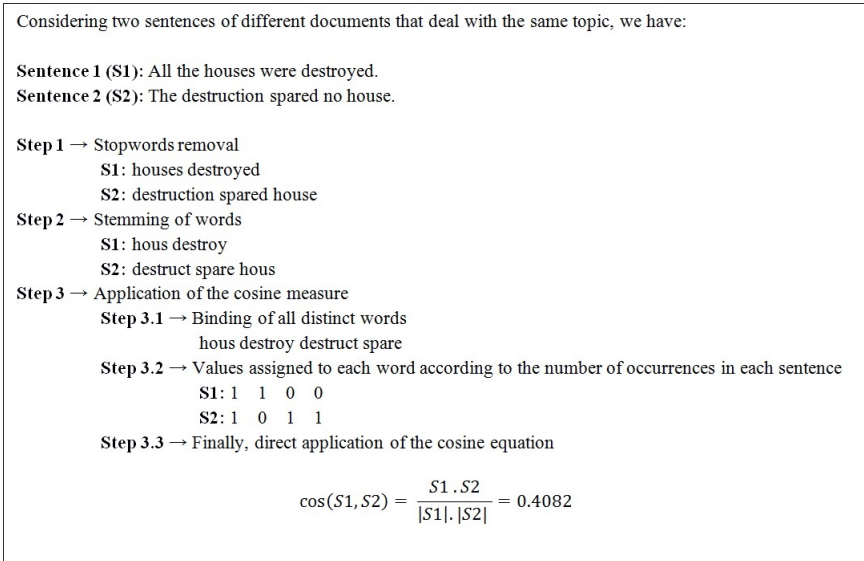 Considering two sentences of different documents that deal with the same topic, we have:
Sentence 1 (S1): All the houses were destroyed.
Sentence 2 (S2): The destruction spared no house.
Step 1 → Stopwords removal
S1: houses destroyed
S2: destruction spared house
Step 2 → Stemming of words
S1: hous destroy
S2: destruct spare hous
Step 3 → Application of the cosine measure
Step 3.1 → Binding of all distinct words
hous destroy destruct spare
Step 3.2 → Values assigned to each word according to the number of occurrences in each sentence
S1: 1 1 0 0
S2: 1 0 1 1
Step 3.3 → Finally, direct application of the cosine equation
cos(S1, S2) = S1 . S2 / |S1|. |S2| = 0.4082